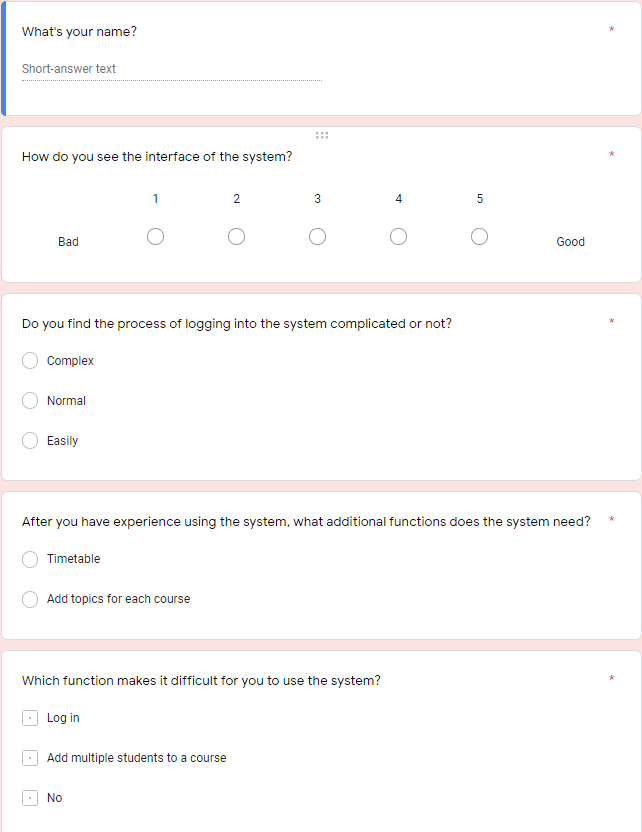 What's your name? *
Short-answer text
How do you see the interface of the system? *
1 2 3 4 5
Bad Good
Do you find the process of logging into the system complicated or not? *
Complex
Normal
Easily
After you have experience using the system, what additional functions does the system need? *
Timetable
Add topics for each course
Which function makes it difficult for you to use the system? *
Log in
Add multiple students to a course
No